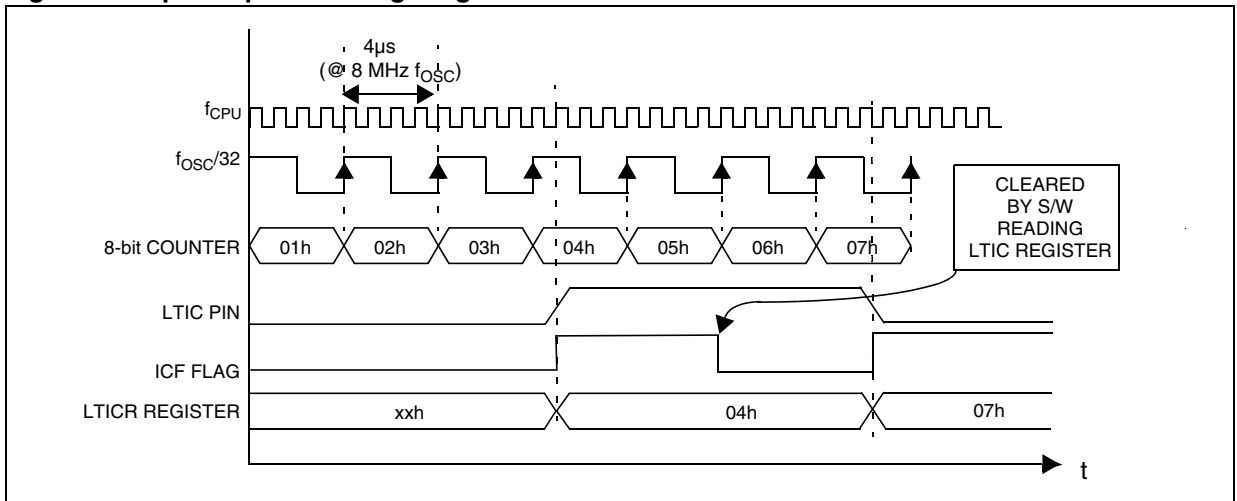 4µs
(@ 8 MHz fOSC)
fCPU
fOSC/32
CLEARED
BY S/W
READING
LTIC REGISTER
8-bit COUNTER
01h
02h
03h
04h
05h
06h
07h
LTIC PIN
ICF FLAG
LTICR REGISTER
xxh
04h
07h
t